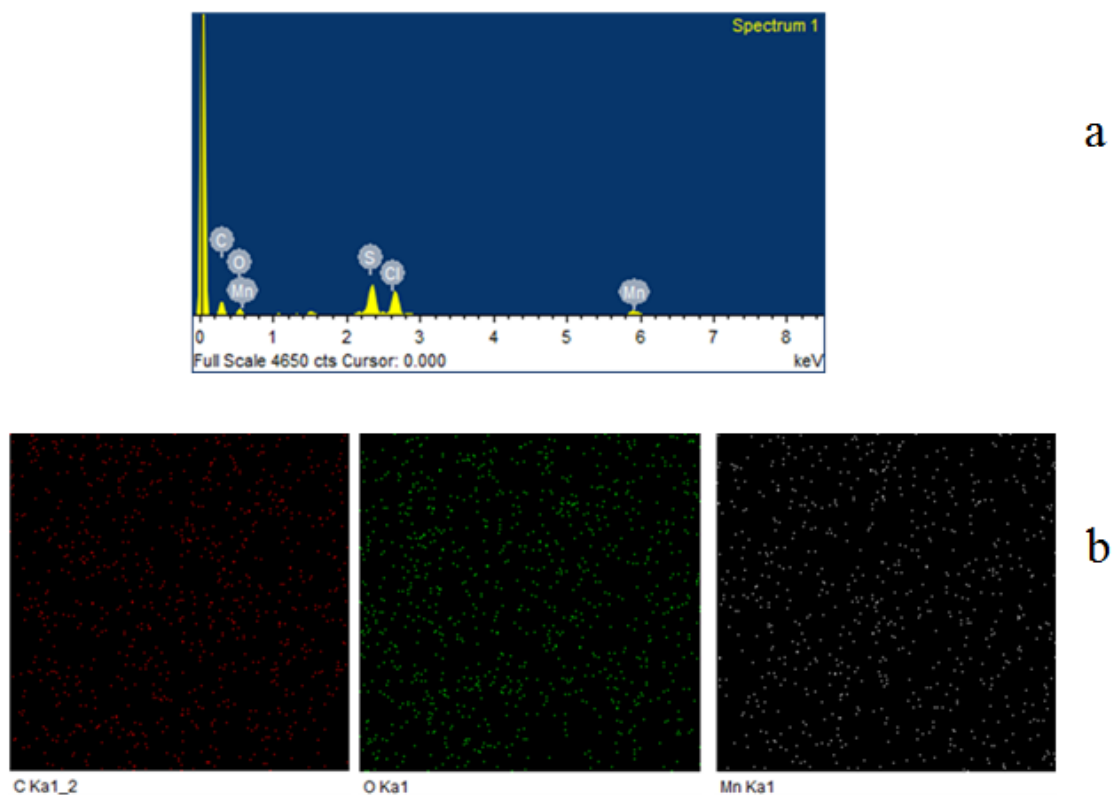 Spectrum 1
a
C
O
Mn
S
Cl
Mn
0 1 2 3 4 5 6 7 8
Full Scale 4650 cts Cursor: 0.000 keV
b
C Ka1_2 O Ka1 Mn Ka1